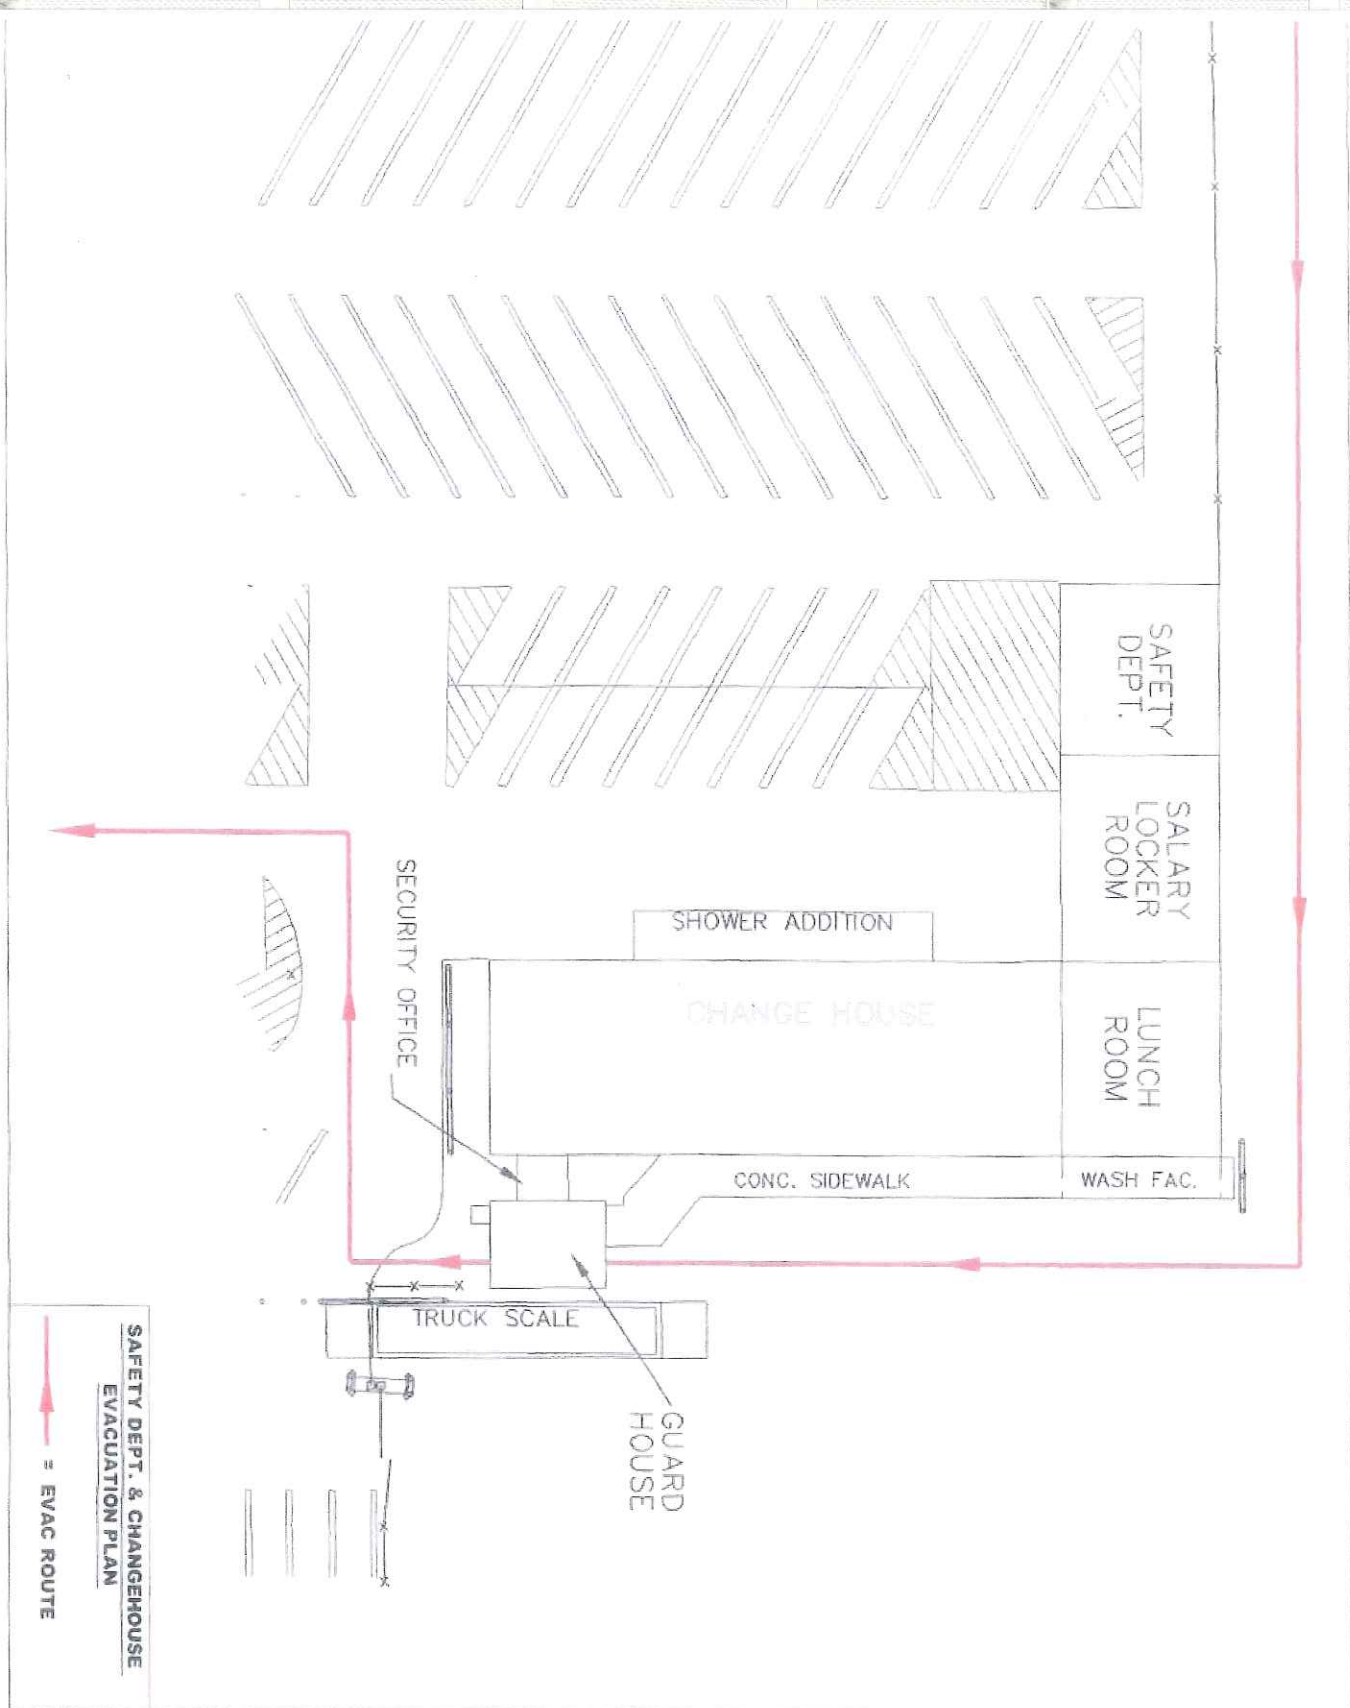 SAFETY
DEPT.
SALARY
LOCKER
ROOM
SHOWER ADDITION
SECURITY OFFICE
CHANGE HOUSE
LUNCH
ROOM
CONC. SIDEWALK
WASH FAC.
TRUCK SCALE
GUARD
HOUSE
SAFETY DEPT. & CHANGEHOUSE
EVACUATION PLAN
= EVAC ROUTE